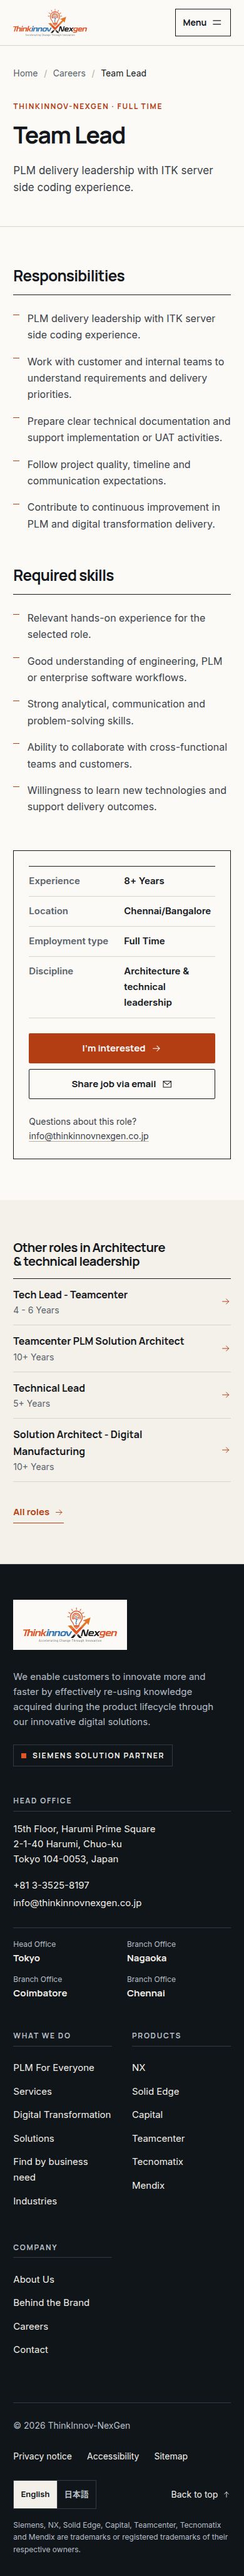 ThinkinnovXNexgen
Menu
Home / Careers / Team Lead
THINKINNOV-NEXGEN · FULL TIME
Team Lead
PLM delivery leadership with ITK server
side coding experience.
Responsibilities
— PLM delivery leadership with ITK server
side coding experience.
— Work with customer and internal teams to
understand requirements and delivery
priorities.
— Prepare clear technical documentation and
support implementation or UAT activities.
— Follow project quality, timeline and
communication expectations.
— Contribute to continuous improvement in
PLM and digital transformation delivery.
Required skills
— Relevant hands-on experience for the
selected role.
— Good understanding of engineering, PLM
or enterprise software workflows.
— Strong analytical, communication and
problem-solving skills.
— Ability to collaborate with cross-functional
teams and customers.
— Willingness to learn new technologies and
support delivery outcomes.
Experience 8+ Years
Location Chennai/Bangalore
Employment type Full Time
Discipline Architecture &
technical
leadership
I'm interested →
Share job via email
Questions about this role?
info@thinkinnovnexgen.co.jp
Other roles in Architecture
& technical leadership
Tech Lead - Teamcenter →
4 - 6 Years
Teamcenter PLM Solution Architect →
10+ Years
Technical Lead →
5+ Years
Solution Architect - Digital
Manufacturing →
10+ Years
All roles →
ThinkinnovXNexgen
We enable customers to innovate more and
faster by effectively re-using knowledge
acquired during the product lifecycle through
our innovative digital solutions.
SIEMENS SOLUTION PARTNER
HEAD OFFICE
15th Floor, Harumi Prime Square
2-1-40 Harumi, Chuo-ku
Tokyo 104-0053, Japan
+81 3-3525-8197
info@thinkinnovnexgen.co.jp
Head Office Branch Office
Tokyo Nagaoka
Branch Office Branch Office
Coimbatore Chennai
WHAT WE DO
PLM For Everyone
Services
Digital Transformation
Solutions
Find by business
need
Industries
PRODUCTS
NX
Solid Edge
Capital
Teamcenter
Tecnomatix
Mendix
COMPANY
About Us
Behind the Brand
Careers
Contact
© 2026 ThinkInnov-NexGen
Privacy notice Accessibility Sitemap
English 日本語 Back to top ↑
Siemens, NX, Solid Edge, Capital, Teamcenter, Tecnomatix
and Mendix are trademarks or registered trademarks of their
respective owners.